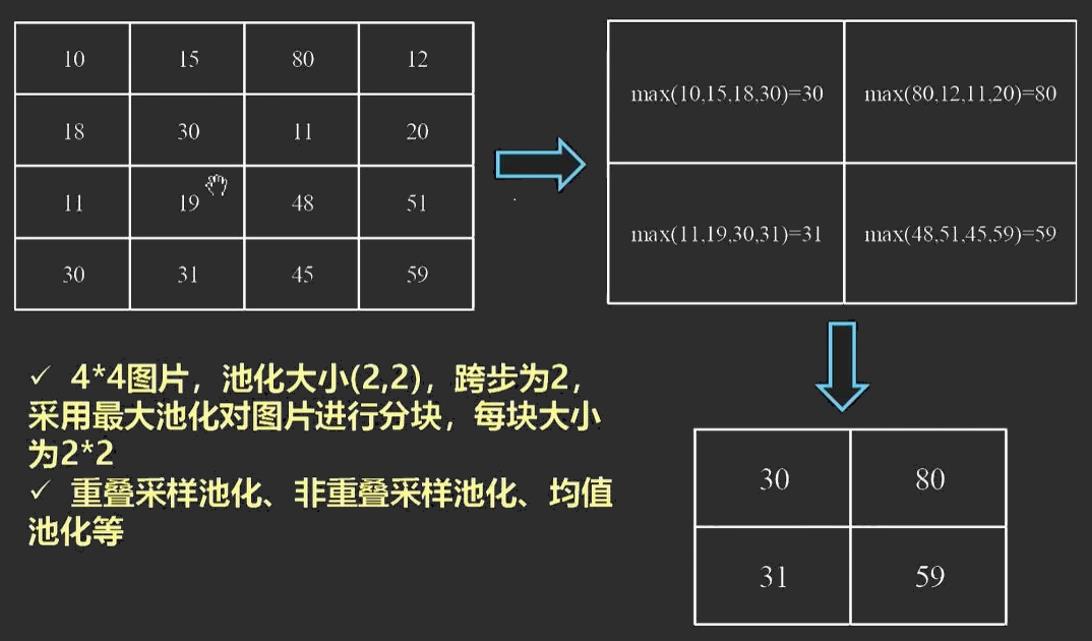 10 15 80 12
18 30 11 20
11 19 48 51
30 31 45 59
max(10,15,18,30)=30 max(80,12,11,20)=80
max(11,19,30,31)=31 max(48,51,45,59)=59
✓ 4*4图片，池化大小(2,2)，跨步为2，
采用最大池化对图片进行分块，每块大小
为2*2
✓ 重叠采样池化、非重叠采样池化、均值
池化等
30 80
31 59